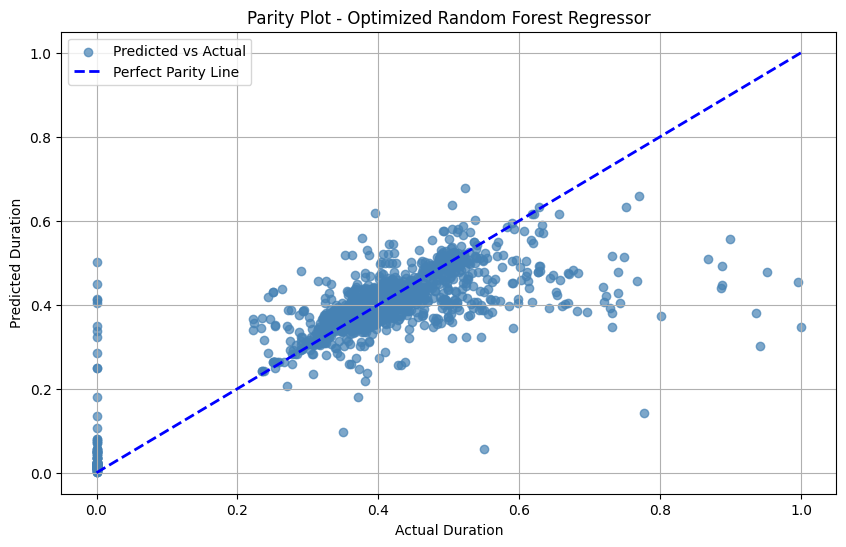 Parity Plot - Optimized Random Forest Regressor
Predicted vs Actual
Perfect Parity Line
Predicted Duration
1.0
0.8
0.6
0.4
0.2
0.0
0.0 0.2 0.4 0.6 0.8 1.0
Actual Duration